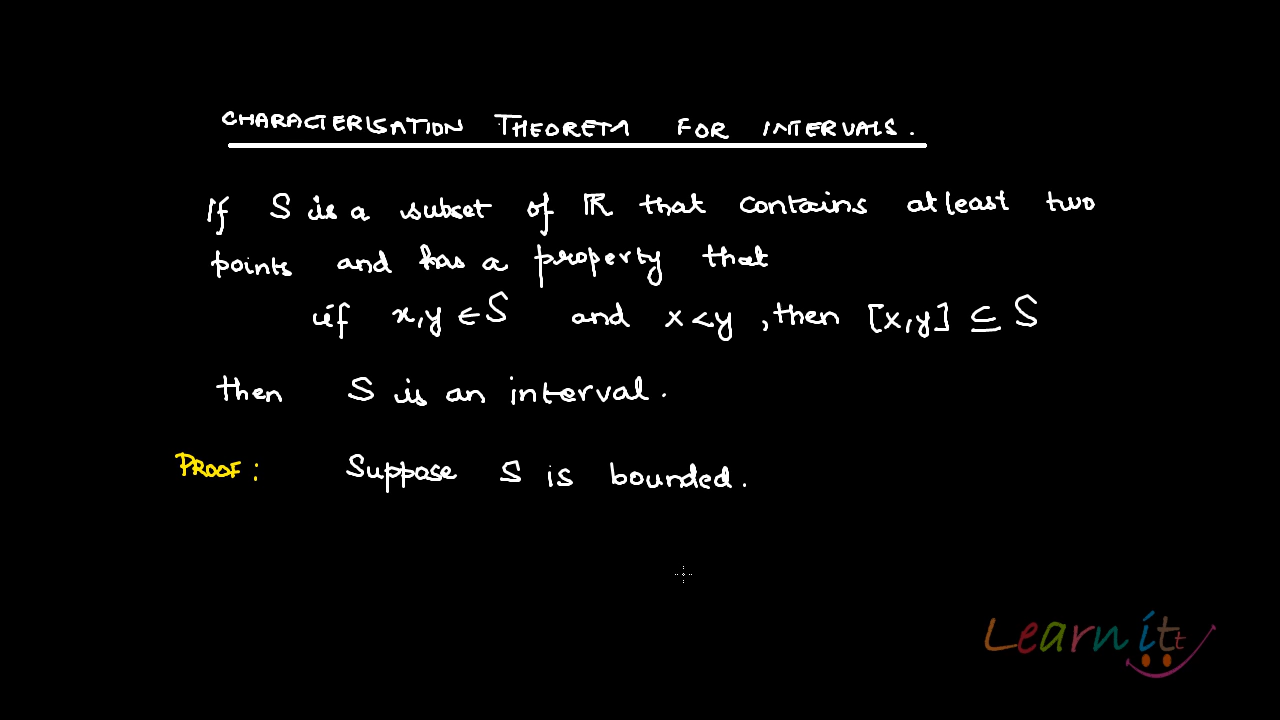 CHARACTERISATION THEOREM FOR INTERVALS.
If S is a subset of ℝ that contains atleast two
points and has a property that
if x,y ∈ S and x<y, then [x,y] ⊆ S
then S is an interval.
PROOF: Suppose S is bounded.
Learn itt